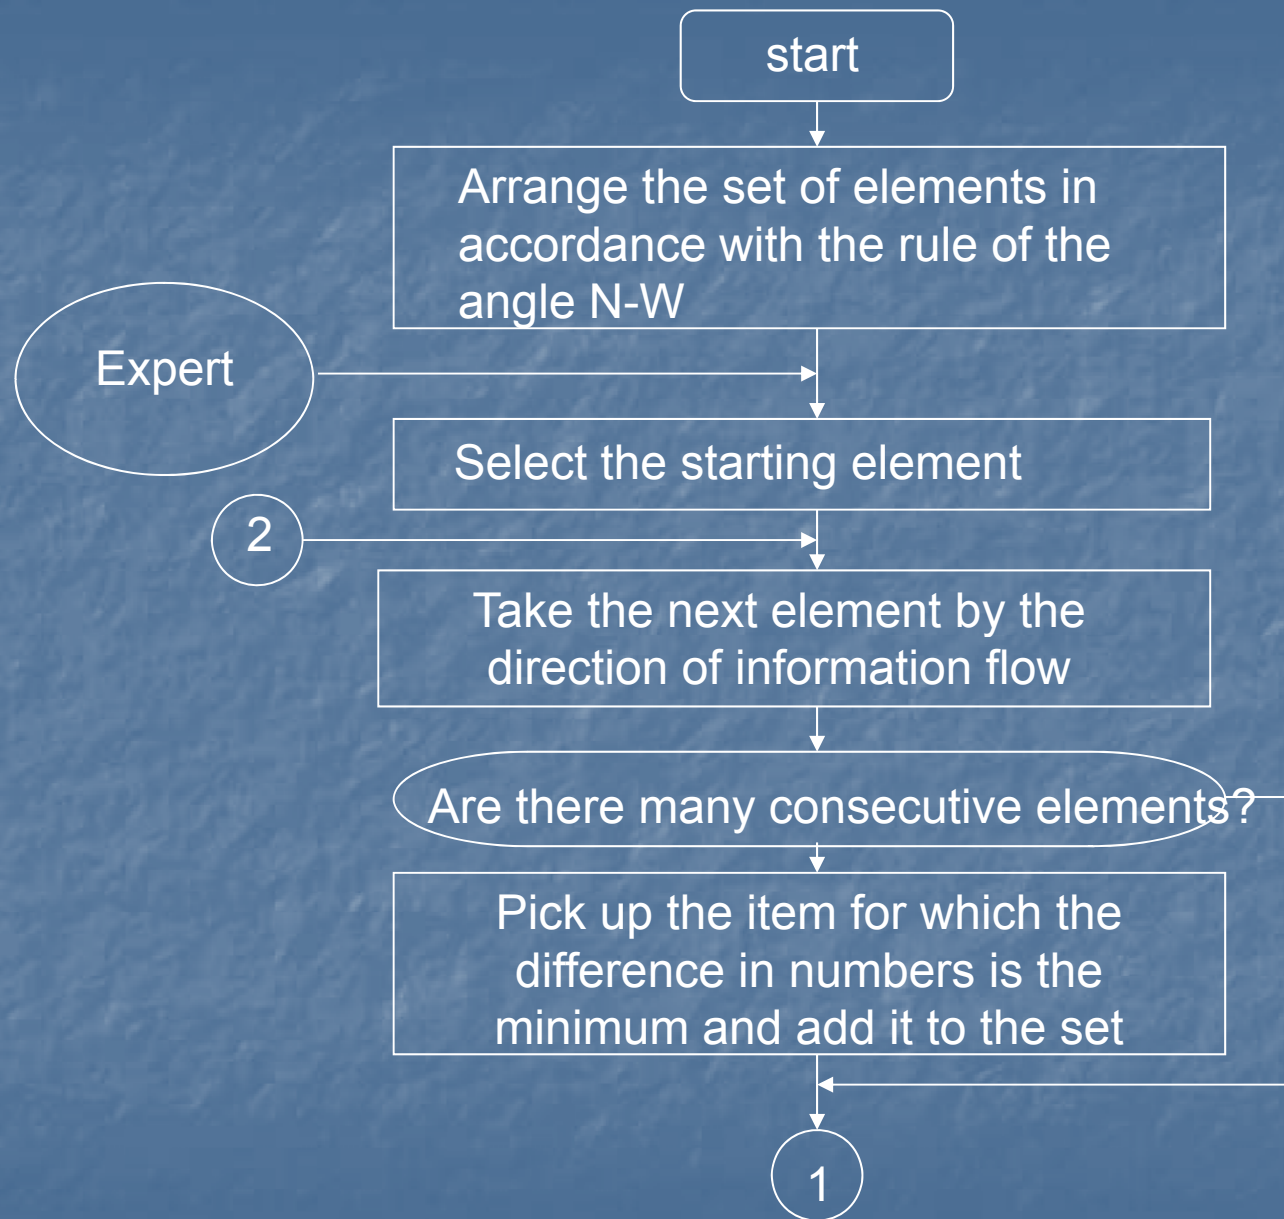 start
Arrange the set of elements in
accordance with the rule of the
angle N-W
Expert
Select the starting element
2
Take the next element by the
direction of information flow
Are there many consecutive elements?
Pick up the item for which the
difference in numbers is the
minimum and add it to the set
1